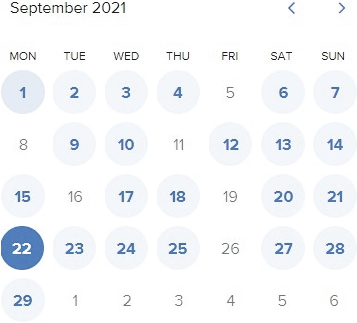 September 2021
MON TUE WED THU FRI SAT SUN
1 2 3 4 5 6 7
8 9 10 11 12 13 14
15 16 17 18 19 20 21
22 23 24 25 26 27 28
29 1 2 3 4 5 6